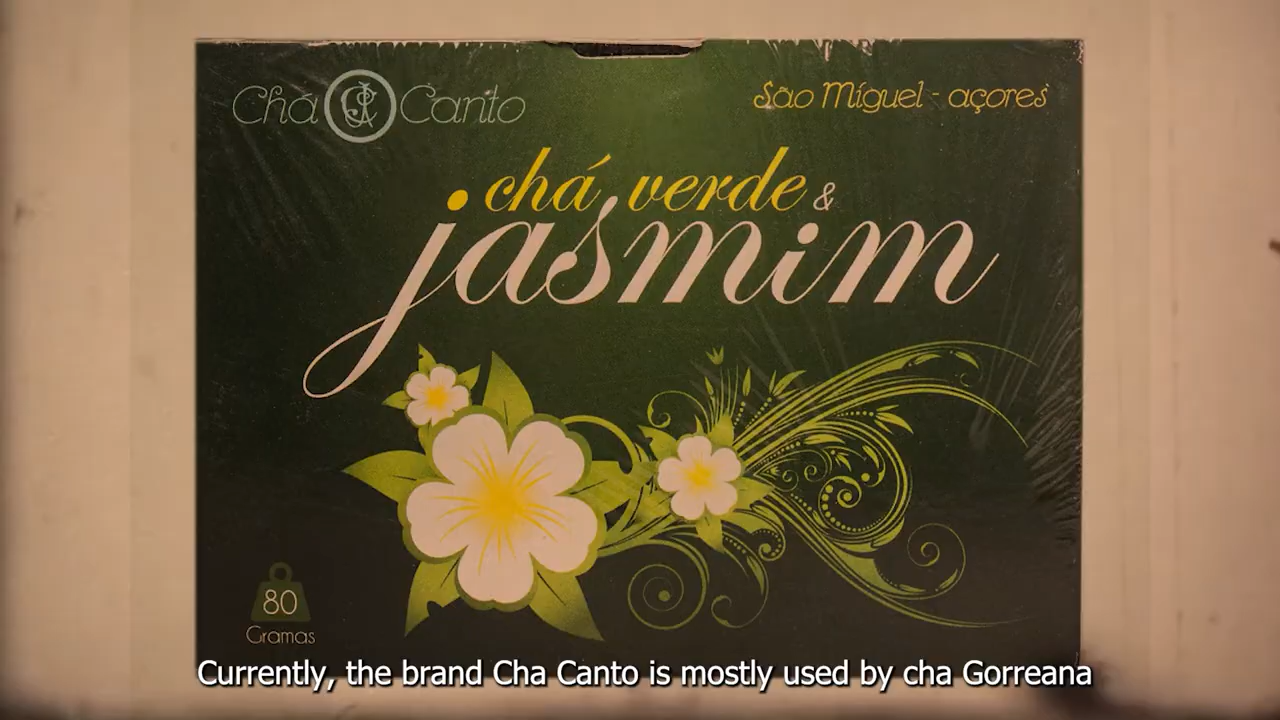 Chá Canto
São Miguel - açores
chá verde &
jasmim
80
Gramas
Currently, the brand Cha Canto is mostly used by cha Gorreana